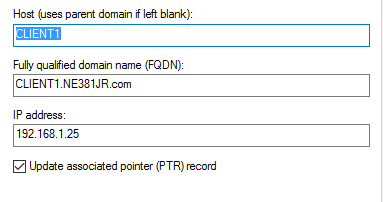 Host (uses parent domain if left blank):
CLIENT1
Fully qualified domain name (FQDN):
CLIENT1.NE381JR.com
IP address:
192.168.1.25
Update associated pointer (PTR) record